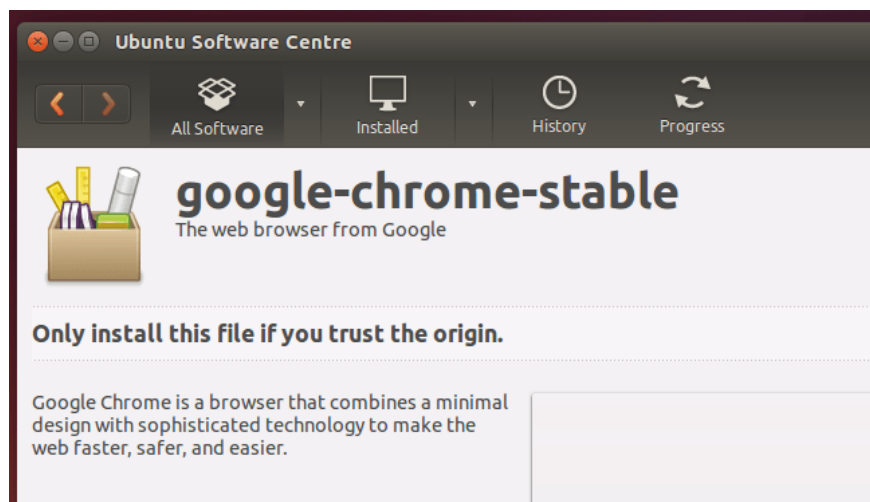 Ubuntu Software Centre
All Software
Installed
History
Progress
google-chrome-stable
The web browser from Google
Only install this file if you trust the origin.
Google Chrome is a browser that combines a minimal
design with sophisticated technology to make the
web faster, safer, and easier.